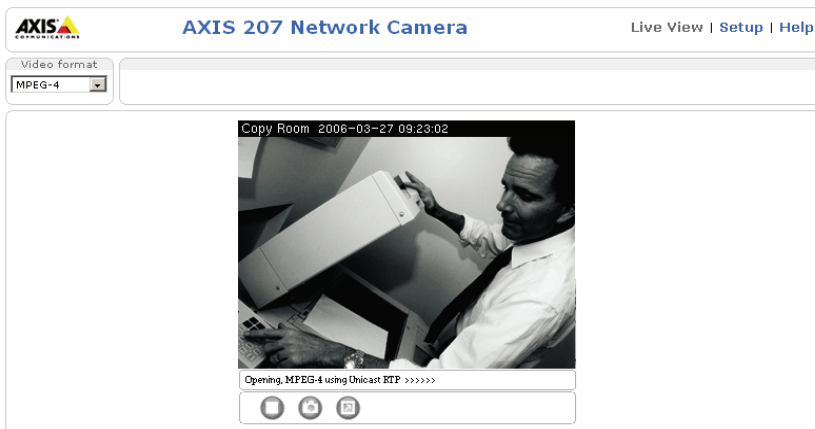 AXIS
COMMUNICATIONS
AXIS 207 Network Camera
Live View | Setup | Help
Video format
MPEG-4
Copy Room 2006-03-27 09:23:02
Opening, MPEG-4 using Unicast RTP >>>>>>